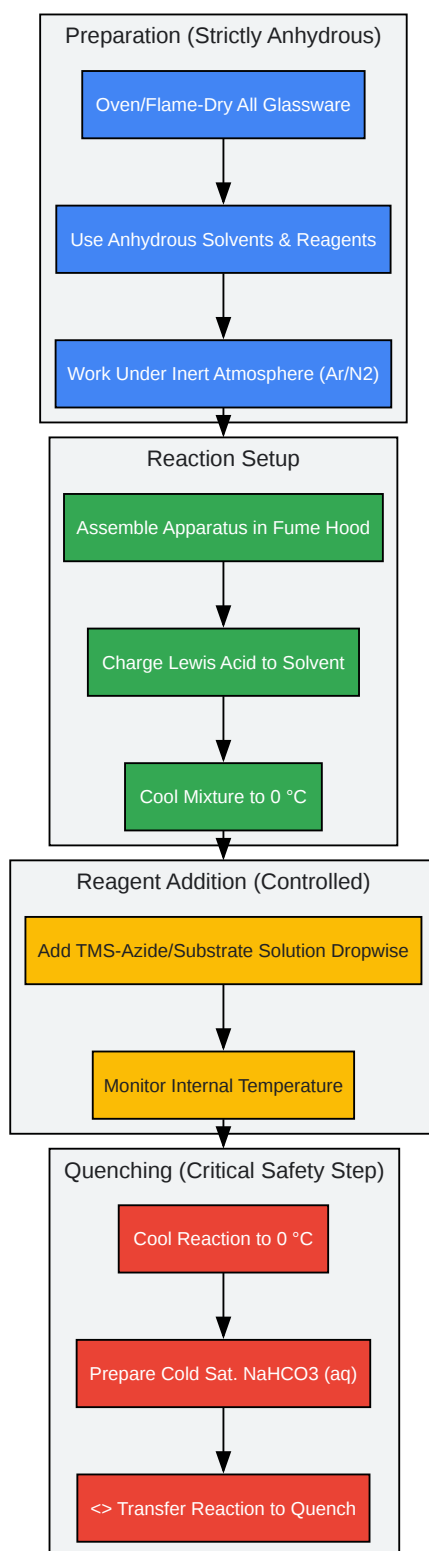 Preparation (Strictly Anhydrous)
Oven/Flame-Dry All Glassware
Use Anhydrous Solvents & Reagents
Work Under Inert Atmosphere (Ar/N2)
Reaction Setup
Assemble Apparatus in Fume Hood
Charge Lewis Acid to Solvent
Cool Mixture to 0 °C
Reagent Addition (Controlled)
Add TMS-Azide/Substrate Solution Dropwise
Monitor Internal Temperature
Quenching (Critical Safety Step)
Cool Reaction to 0 °C
Prepare Cold Sat. NaHCO3 (aq)
<> Transfer Reaction to Quench